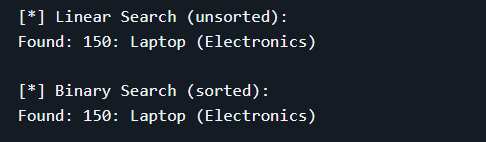 [*] Linear Search (unsorted):
Found: 150: Laptop (Electronics)
[*] Binary Search (sorted):
Found: 150: Laptop (Electronics)